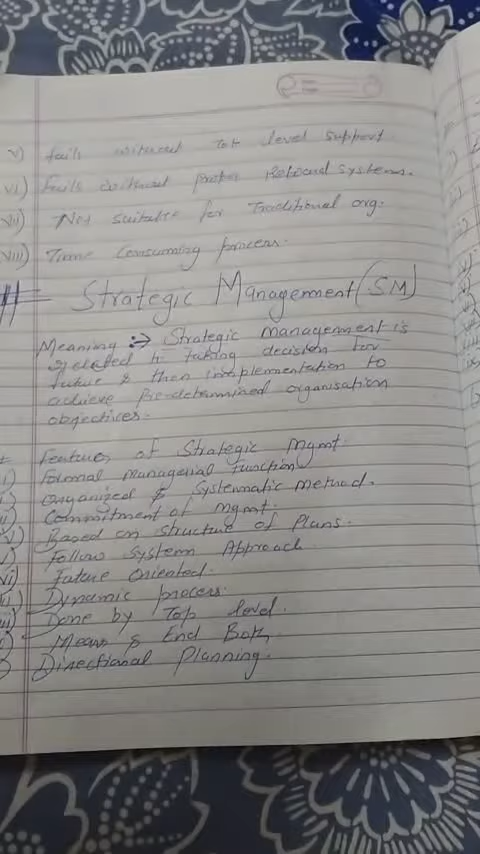 v) fails without Top level support.
vi) fails without proper Reward systems.
vii) Not suitable for Traditional org.
viii) Time Consuming process.
Strategic Management (SM)
Meaning :→ Strategic management is
related to taking decision for
future & then implementation to
achieve pre-determined organisation
objectives.
Features of Strategic Mgmt
i) Formal Managerial function
Organized & Systematic method.
Commitment of mgmt.
Based on structure of Plans.
Follow System Approach
vi) Future Oriented.
Dynamic process.
Done by Top level.
Means & End Both
Directional Planning.